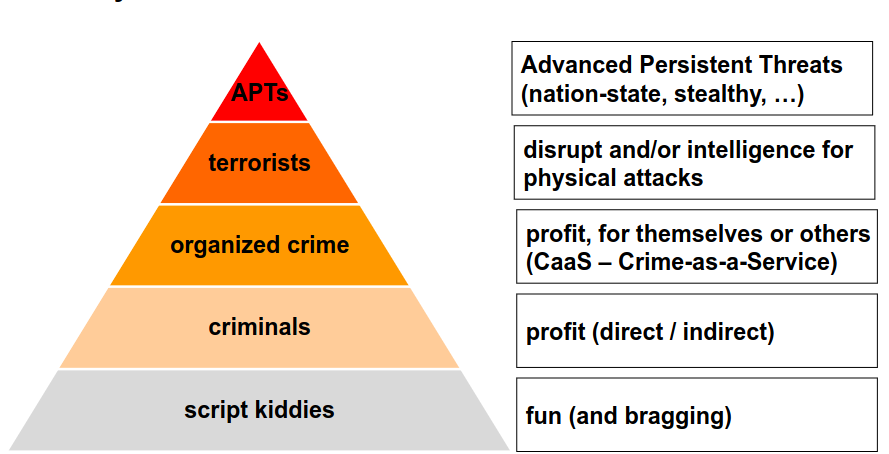 APTs
Advanced Persistent Threats
(nation-state, stealthy, …)
terrorists
disrupt and/or intelligence for
physical attacks
organized crime
profit, for themselves or others
(CaaS – Crime-as-a-Service)
criminals
profit (direct / indirect)
script kiddies
fun (and bragging)